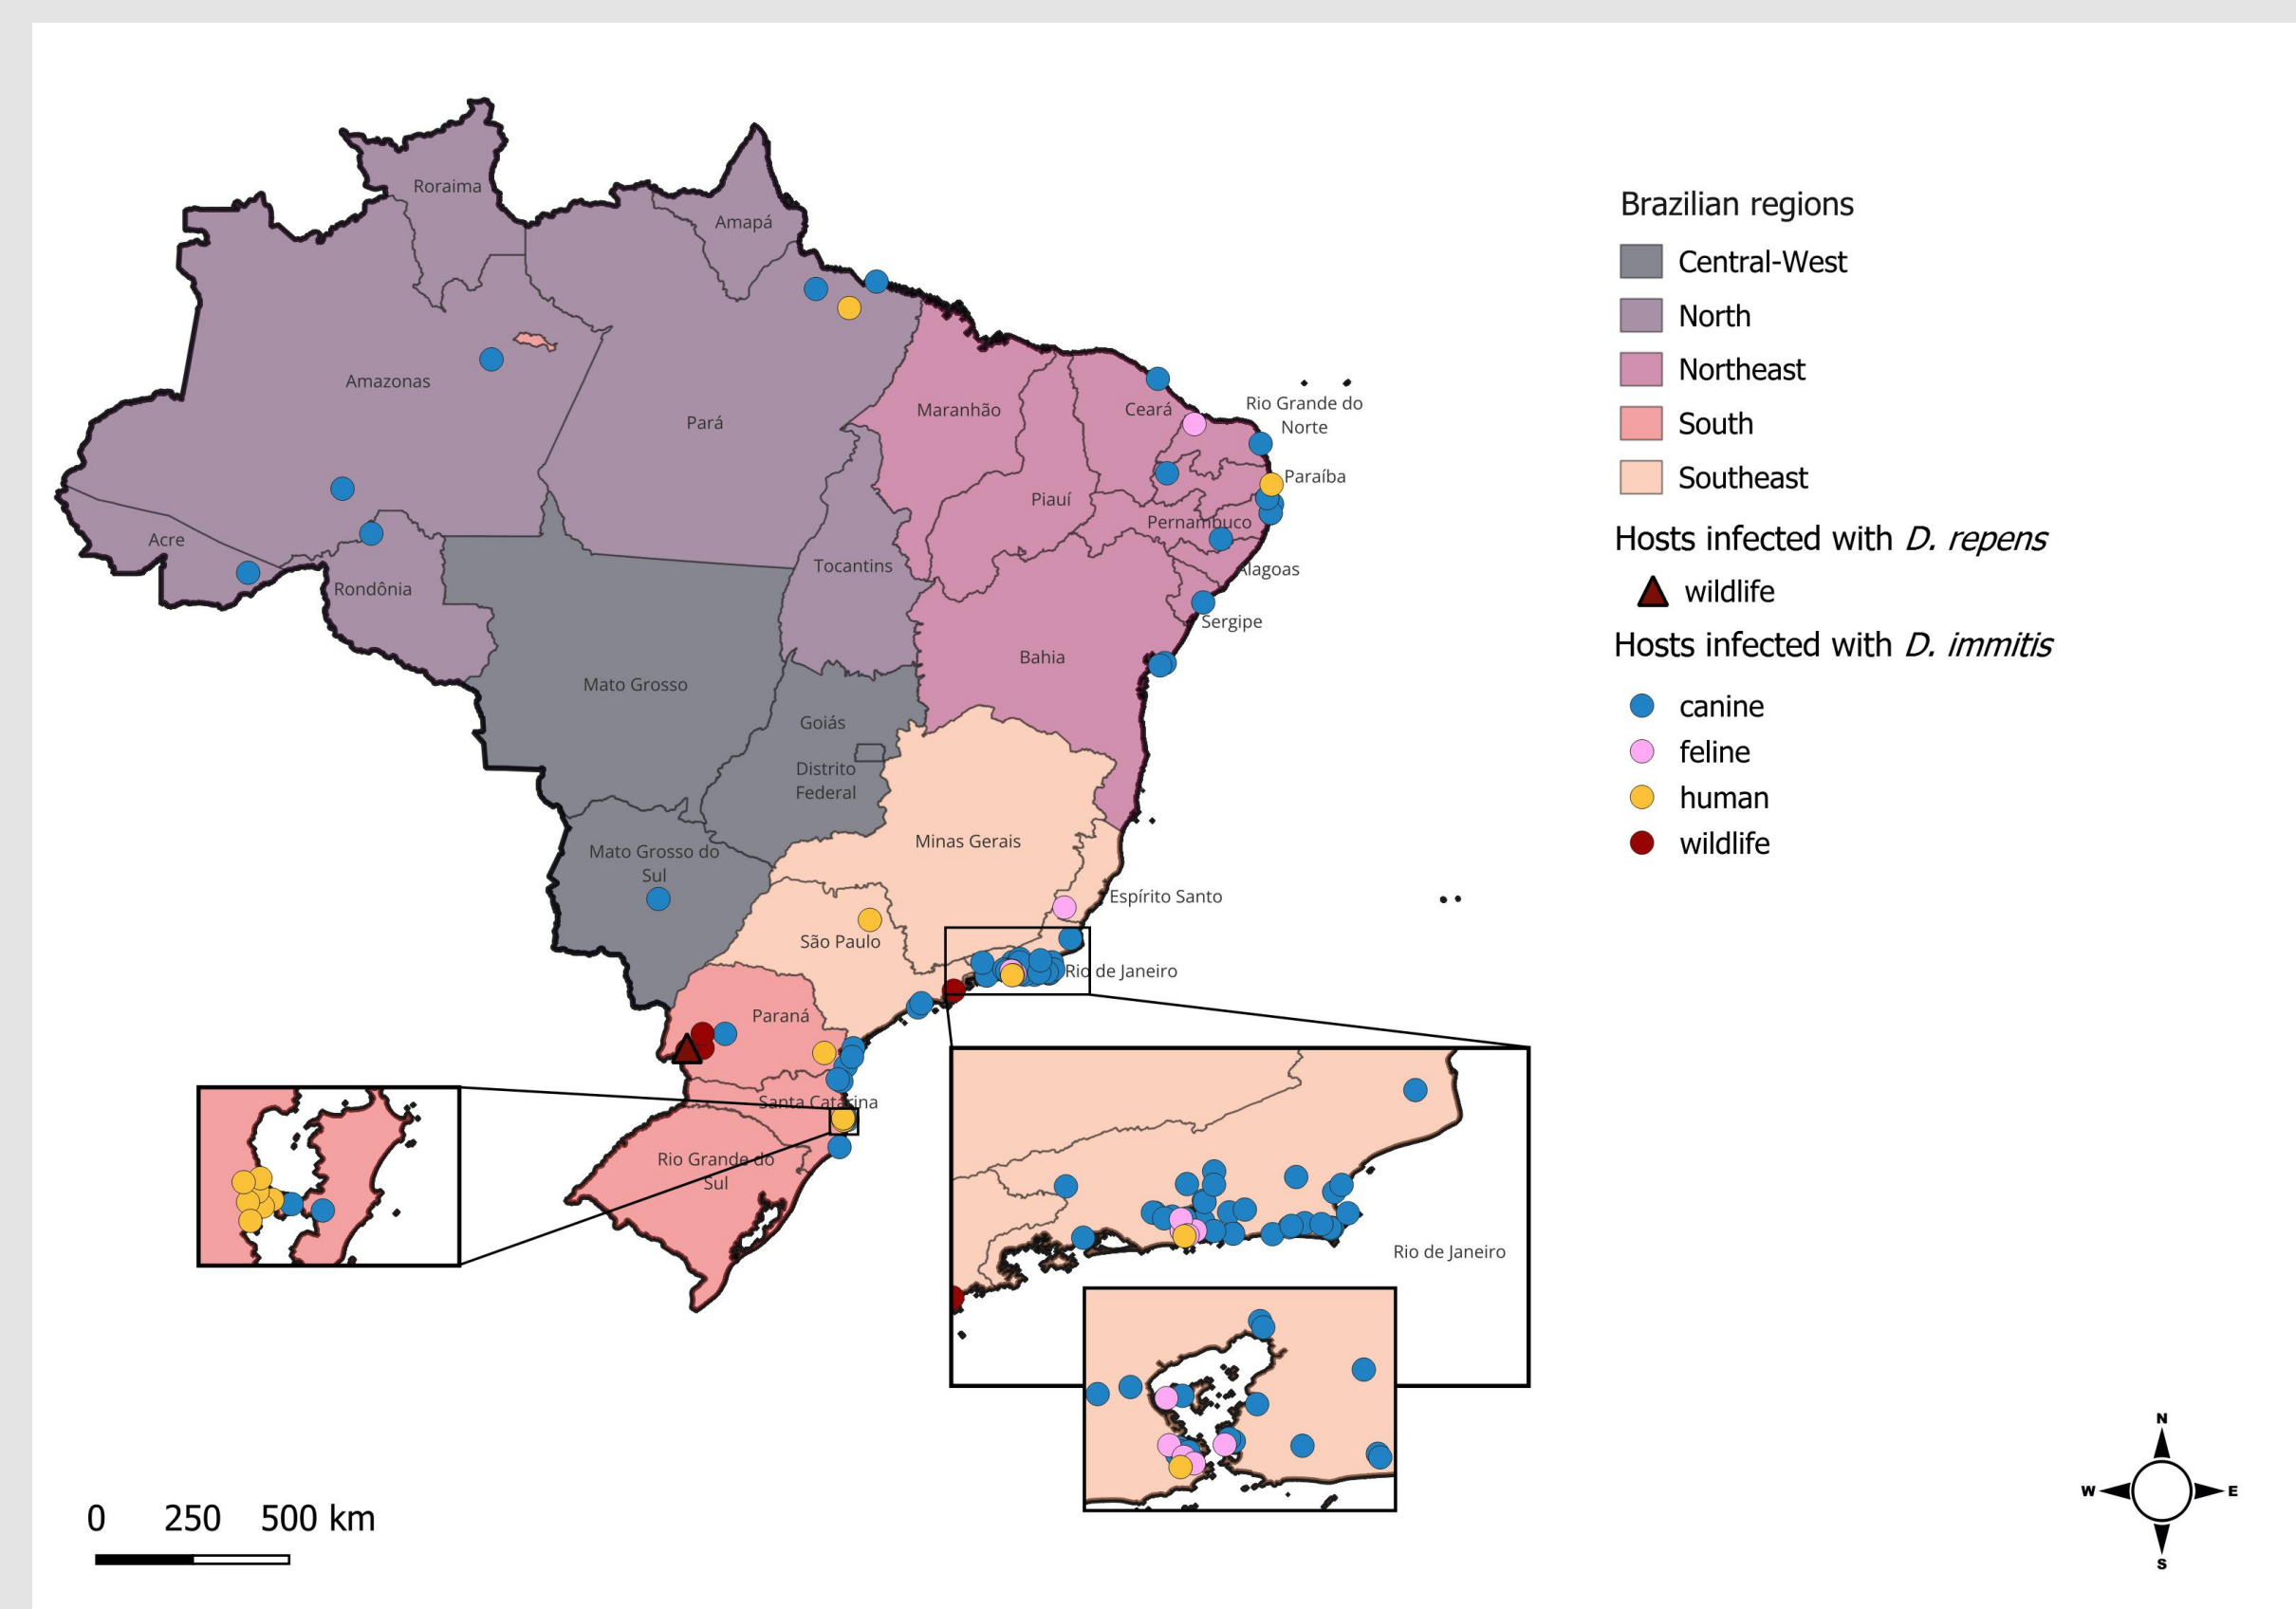 Roraima
Amapá
Amazonas
Pará
Acre
Rondônia
Tocantins
Maranhão
Piauí
Ceará
Rio Grande do
Norte
Paraíba
Pernambuco
Alagoas
Sergipe
Bahia
Mato Grosso
Goiás
Distrito
Federal
Mato Grosso do
Sul
Minas Gerais
Espírito Santo
São Paulo
Rio de Janeiro
Paraná
Santa Catarina
Rio Grande do
Sul
Rio de Janeiro
Brazilian regions
Central-West
North
Northeast
South
Southeast
Hosts infected with D. repens
wildlife
Hosts infected with D. immitis
canine
feline
human
wildlife
0 250 500 km
N
W E
S